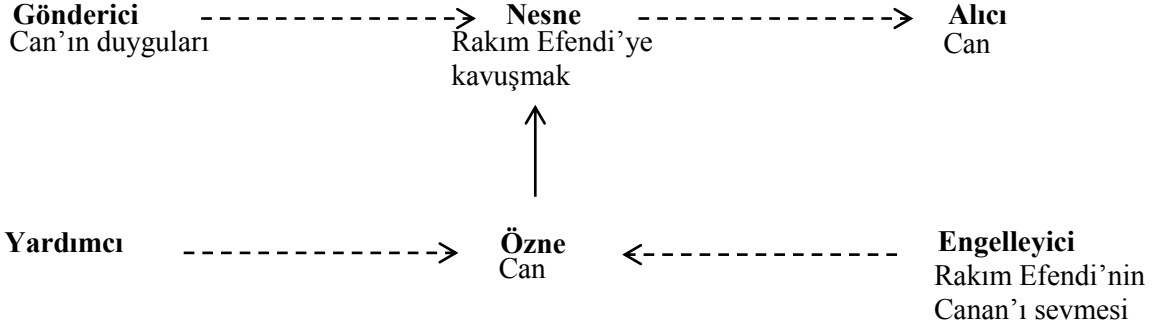 Gönderici
Can’ın duyguları
Nesne
Rakım Efendi’ye
kavuşmak
Alıcı
Can
Yardımcı
Özne
Can
Engelleyici
Rakım Efendi’nin
Canan’ı sevmesi